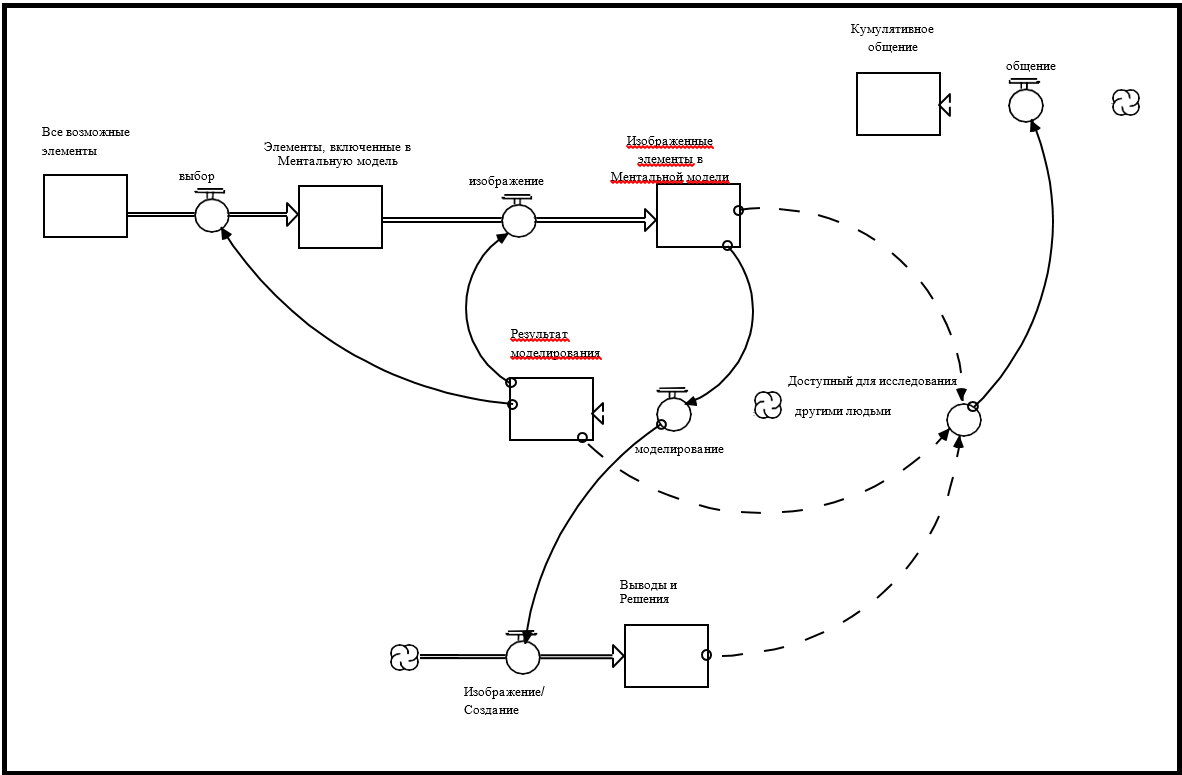 Кумулятивное
общение
общение
Все возможные
элементы
выбор
Элементы, включенные в
Ментальную модель
изображение
Изображенные
элементы в
Ментальной модели
Результат
моделирования
моделирование
Доступный для исследования
другими людьми
Выводы и
Решения
Изображение/
Создание